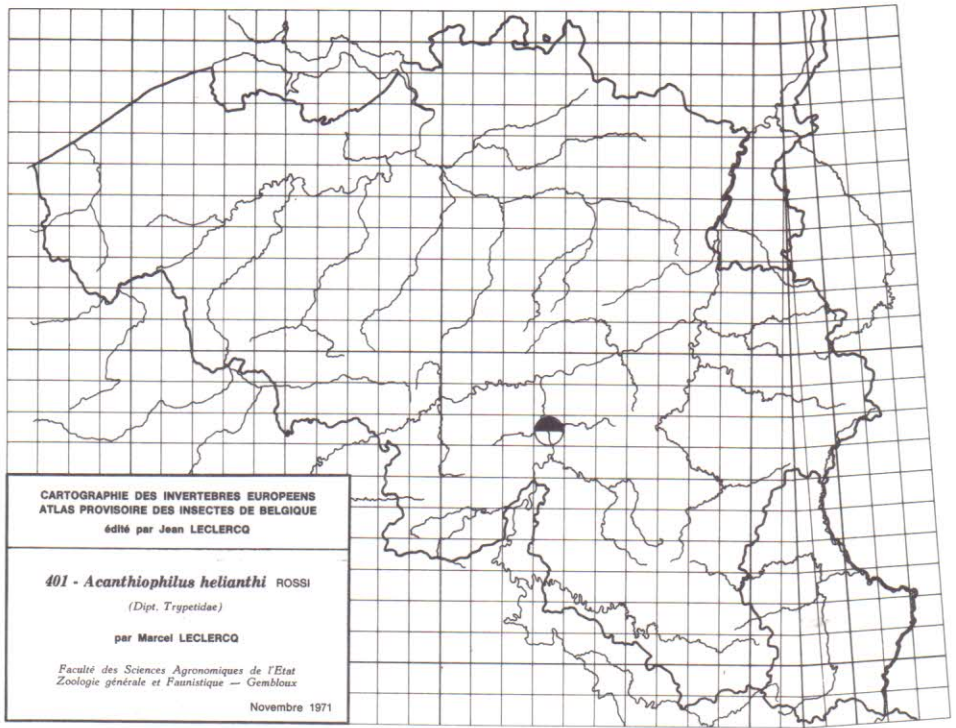 CARTOGRAPHIE DES INVERTEBRES EUROPEENS
ATLAS PROVISOIRE DES INSECTES DE BELGIQUE
édité par Jean LECLERCQ
401 - Acanthiophilus helianthi ROSSI
(Dipt. Trypetidae)
par Marcel LECLERCQ
Faculté des Sciences Agronomiques de l'Etat
Zoologie générale et Faunistique — Gembloux
Novembre 1971